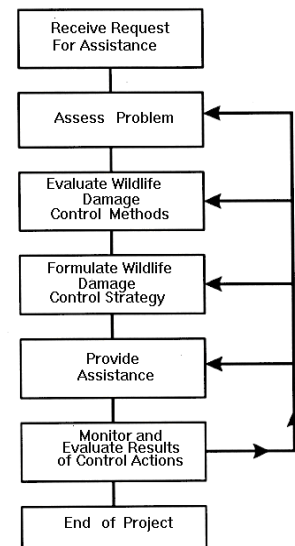 Receive Request
For Assistance
Assess Problem
Evaluate Wildlife
Damage
Control Methods
Formulate Wildlife
Damage
Control Strategy
Provide
Assistance
Monitor and
Evaluate Results
of Control Actions
End of Project